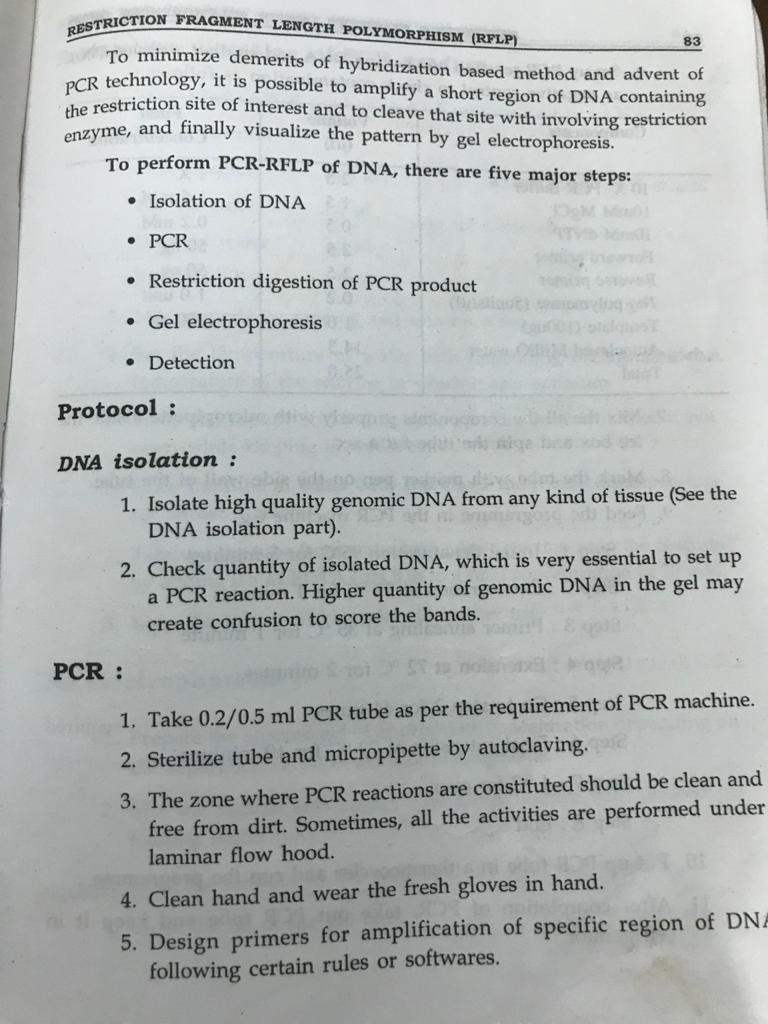 RESTRICTION FRAGMENT LENGTH POLYMORPHISM (RFLP) 83
To minimize demerits of hybridization based method and advent of
PCR technology, it is possible to amplify a short region of DNA containing
the restriction site of interest and to cleave that site with involving restriction
enzyme, and finally visualize the pattern by gel electrophoresis.
To perform PCR-RFLP of DNA, there are five major steps:
• Isolation of DNA
• PCR
• Restriction digestion of PCR product
• Gel electrophoresis
• Detection
Protocol :
DNA isolation :
1. Isolate high quality genomic DNA from any kind of tissue (See the
DNA isolation part).
2. Check quantity of isolated DNA, which is very essential to set up
a PCR reaction. Higher quantity of genomic DNA in the gel may
create confusion to score the bands.
PCR :
1. Take 0.2/0.5 ml PCR tube as per the requirement of PCR machine.
2. Sterilize tube and micropipette by autoclaving.
3. The zone where PCR reactions are constituted should be clean and
free from dirt. Sometimes, all the activities are performed under
laminar flow hood.
4. Clean hand and wear the fresh gloves in hand.
5. Design primers for amplification of specific region of DNA
following certain rules or softwares.